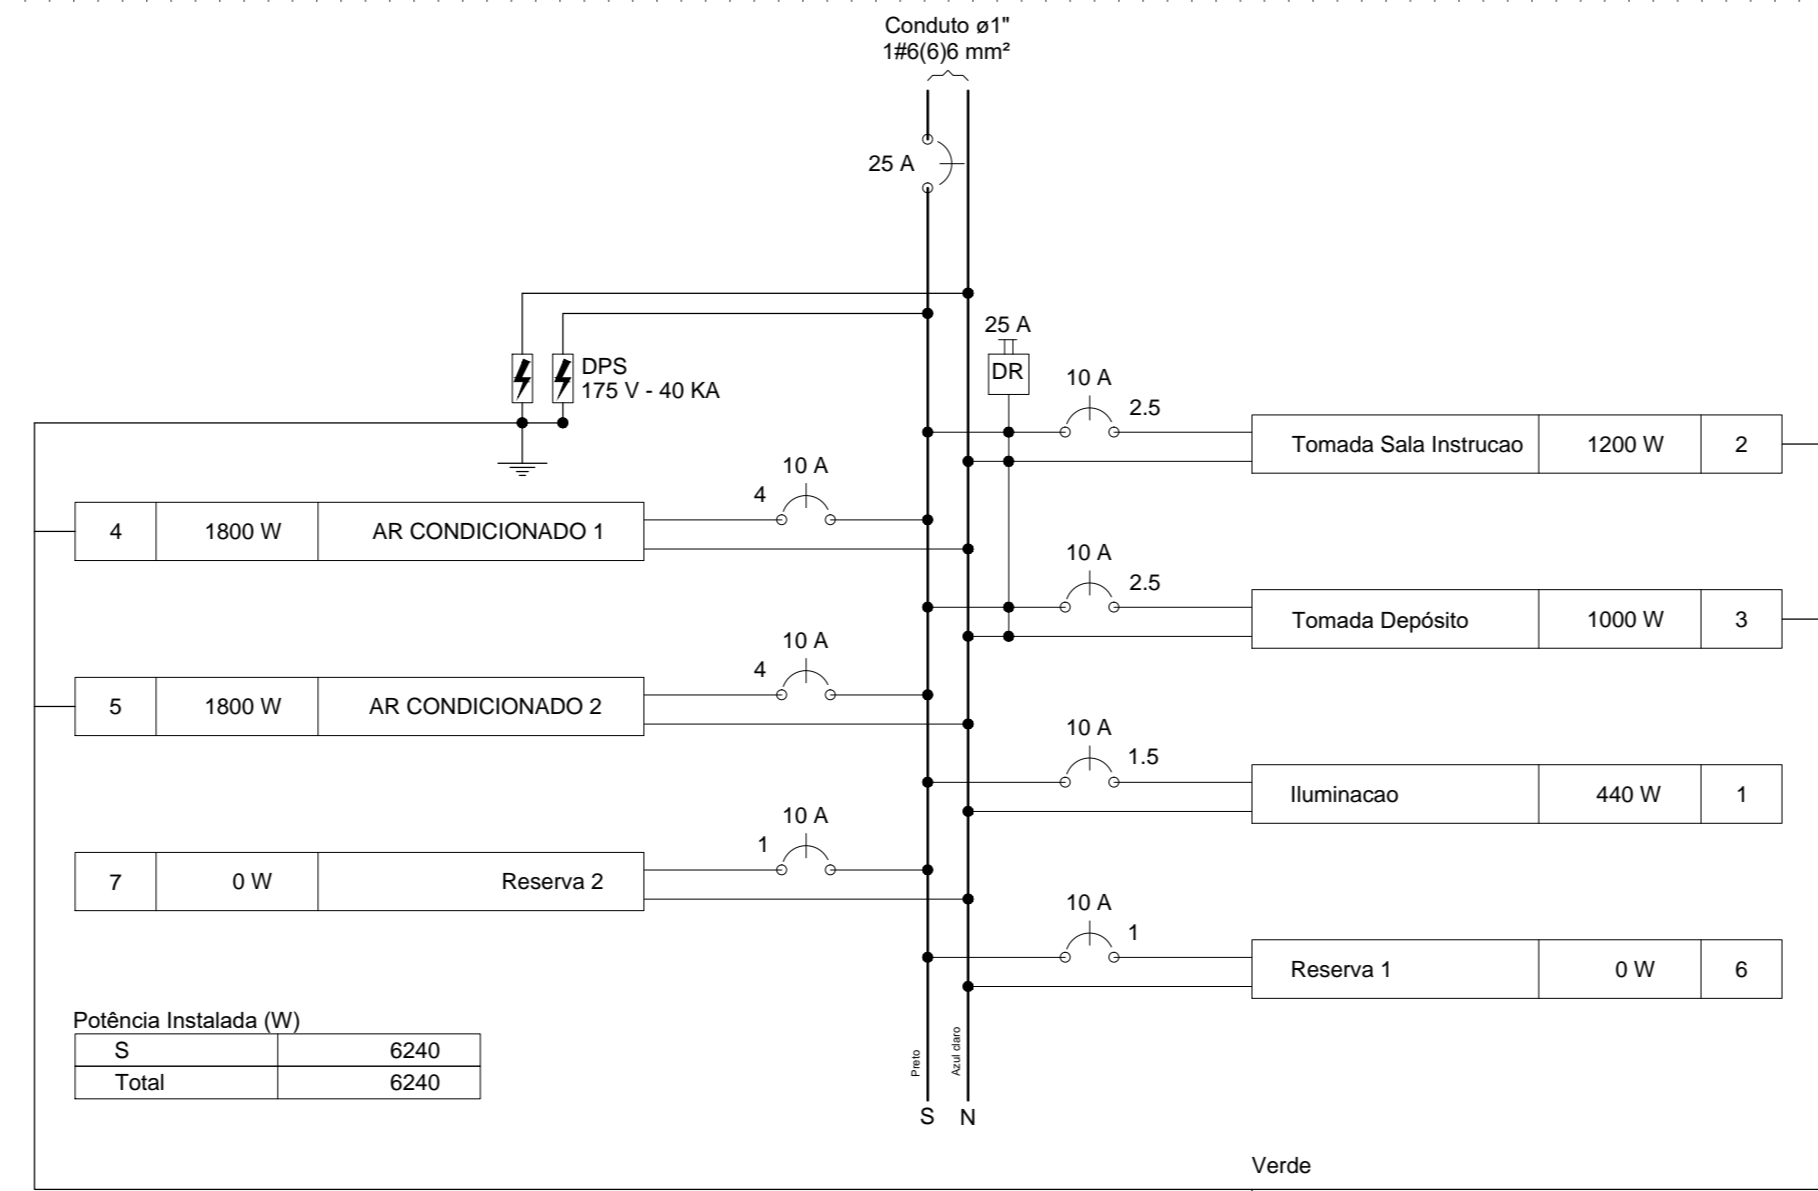 Conduto ø1"
1#6(6)6 mm²
25 A
25 A
DR
DPS
175 V - 40 KA
10 A
2.5
Tomada Sala Instrucao 1200 W 2
10 A
4
4 1800 W AR CONDICIONADO 1
10 A
2.5
Tomada Depósito 1000 W 3
10 A
4
5 1800 W AR CONDICIONADO 2
10 A
1.5
Iluminacao 440 W 1
10 A
1
7 0 W Reserva 2
10 A
1
Reserva 1 0 W 6
Potência Instalada (W)
S 6240
Total 6240
Preto
Azul claro
S N
Verde